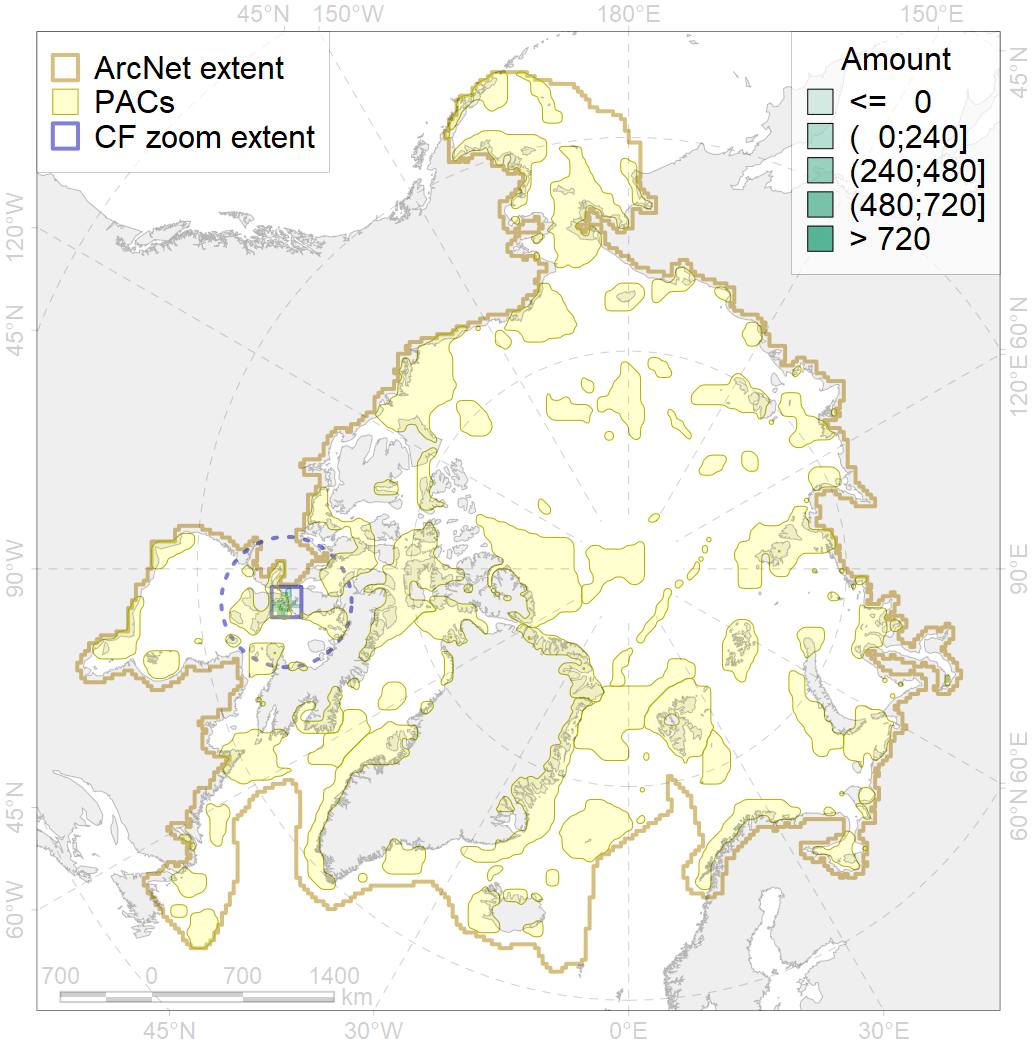 45°N 150°W 180°E 150°E
ArcNet extent
PACs
CF zoom extent
Amount
<= 0
( 0;240]
(240;480]
(480;720]
> 720
45°N
120°W
45°N
60°N
120°E
90°W
90°E
45°N
60°E
60°N
60°W
700 0 700 1400
km
45°N 30°W 0°E 30°E